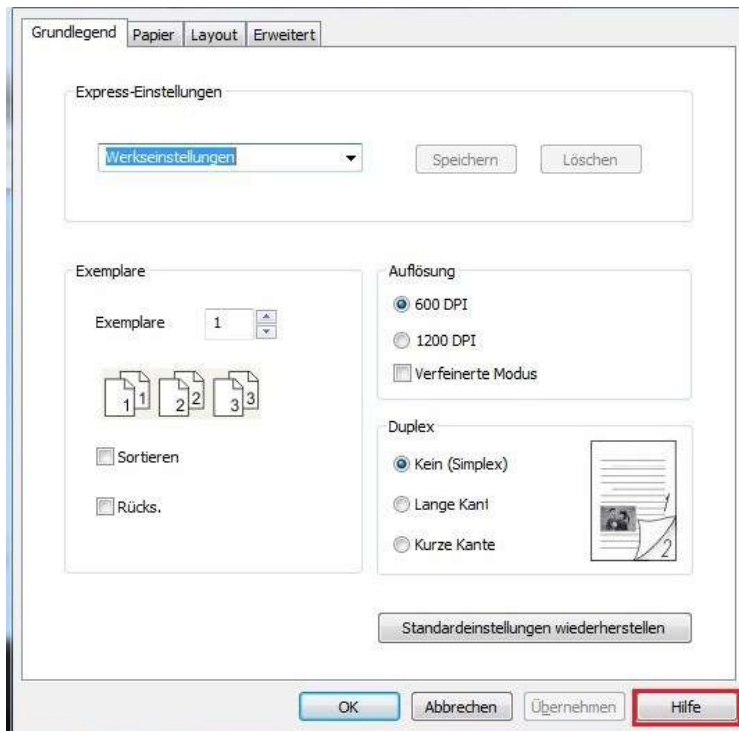 Grundlegend Papier Layout Erweitert
Express-Einstellungen
Werkseinstellungen Speichern Löschen
Exemplare
Exemplare 1
1 1 2 2 3 3
Sortieren
Rücks.
Auflösung
600 DPI
1200 DPI
Verfeinerte Modus
Duplex
Kein (Simplex)
Lange Kant
Kurze Kante
1
2
Standardeinstellungen wiederherstellen
OK Abbrechen Übernehmen Hilfe